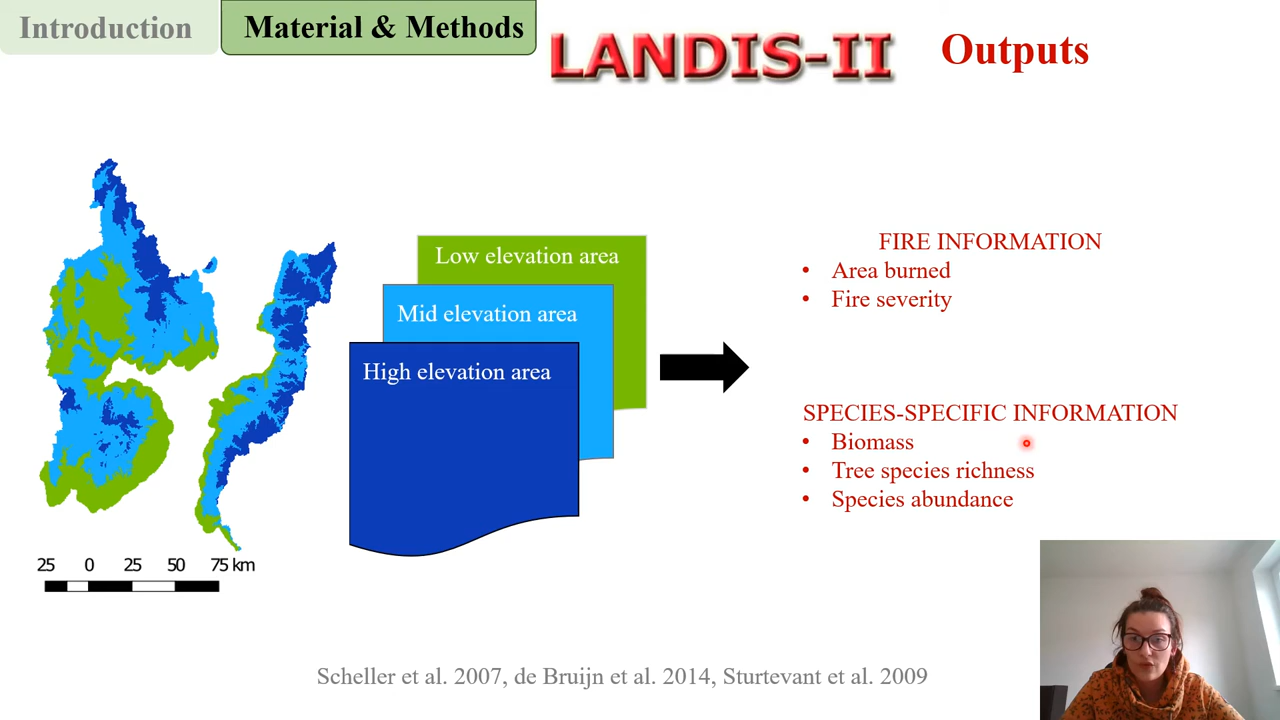 Introduction
Material & Methods
LANDIS-II
Outputs
Low elevation area
Mid elevation area
High elevation area
FIRE INFORMATION
• Area burned
• Fire severity
SPECIES-SPECIFIC INFORMATION
• Biomass
• Tree species richness
• Species abundance
25 0 25 50 75 km
Scheller et al. 2007, de Bruijn et al. 2014, Sturtevant et al. 2009